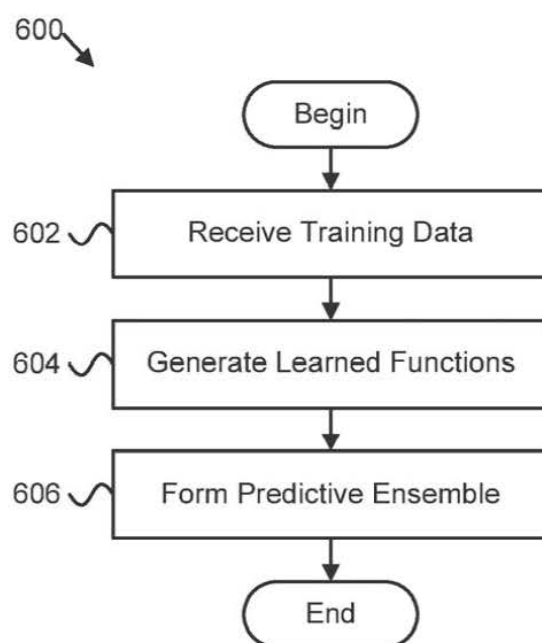 600
Begin
602
Receive Training Data
604
Generate Learned Functions
606
Form Predictive Ensemble
End